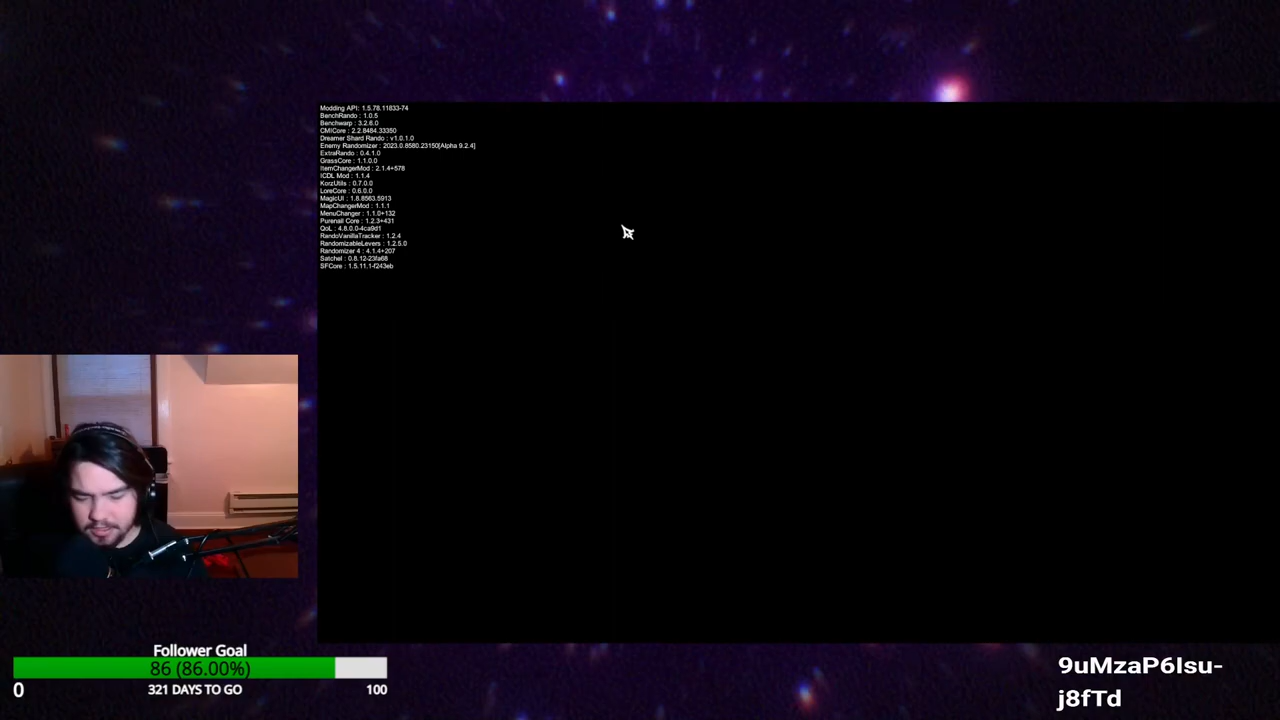 Modding API: 1.5.78.11833-74
BenchRando : 1.0.5
Benchwarp : 3.2.6.0
CMICore : 2.2.8484.33350
Dreamer Shard Rando : v1.0.1.0
Enemy Randomizer : 2023.0.8580.23150[Alpha 9.2.4]
ExtraRando : 0.4.1.0
GrassCore : 1.1.0.0
ItemChangerMod : 2.1.4+578
ICDL Mod : 1.1.4
KorzUtils : 0.7.0.0
LoreCore : 0.6.0.0
MagicUI : 1.8.8563.5913
MapChangerMod : 1.1.1
MenuChanger : 1.1.0+132
Purenail Core : 1.2.3+431
QoL : 4.8.0.0-4ca9d1
RandoVanillaTracker : 1.2.4
RandomizableLevers : 1.2.5.0
Randomizer 4 : 4.1.4+207
Satchel : 0.8.12-23fa68
SFCore : 1.5.11.1-f243eb
Follower Goal
86 (86.00%)
0 321 DAYS TO GO 100
9uMzaP6Isu-
j8fTd